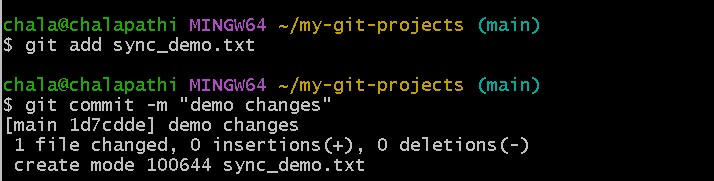 chala@chalapathi MINGW64 ~/my-git-projects (main)
$ git add sync_demo.txt
chala@chalapathi MINGW64 ~/my-git-projects (main)
$ git commit -m "demo changes"
[main 1d7cdde] demo changes
 1 file changed, 0 insertions(+), 0 deletions(-)
 create mode 100644 sync_demo.txt